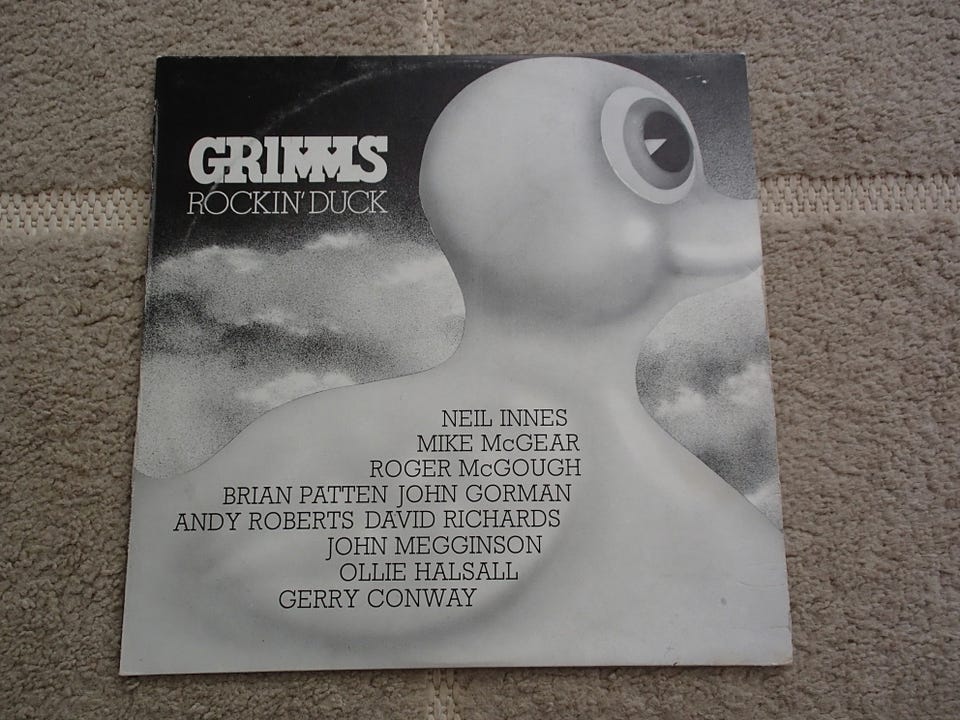 GRIMMS
ROCKIN' DUCK
NEIL INNES
MIKE McGEAR
ROGER McGOUGH
BRIAN PATTEN JOHN GORMAN
ANDY ROBERTS DAVID RICHARDS
JOHN MEGGINSON
OLLIE HALSALL
GERRY CONWAY